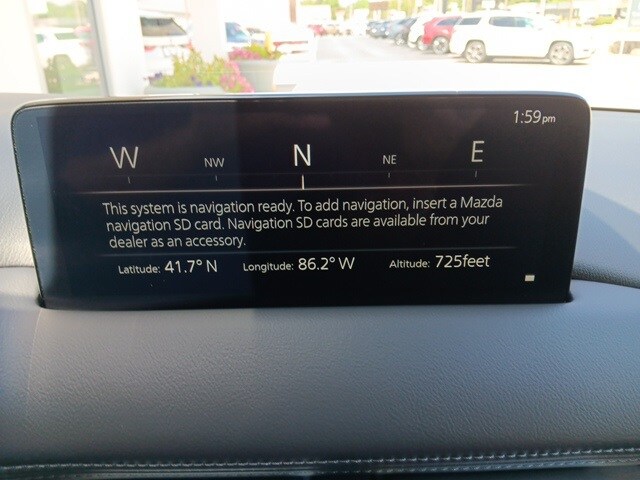 1:59pm
W NW N NE E
This system is navigation ready. To add navigation, insert a Mazda
navigation SD card. Navigation SD cards are available from your
dealer as an accessory.
Latitude: 41.7° N Longitude: 86.2° W Altitude: 725feet